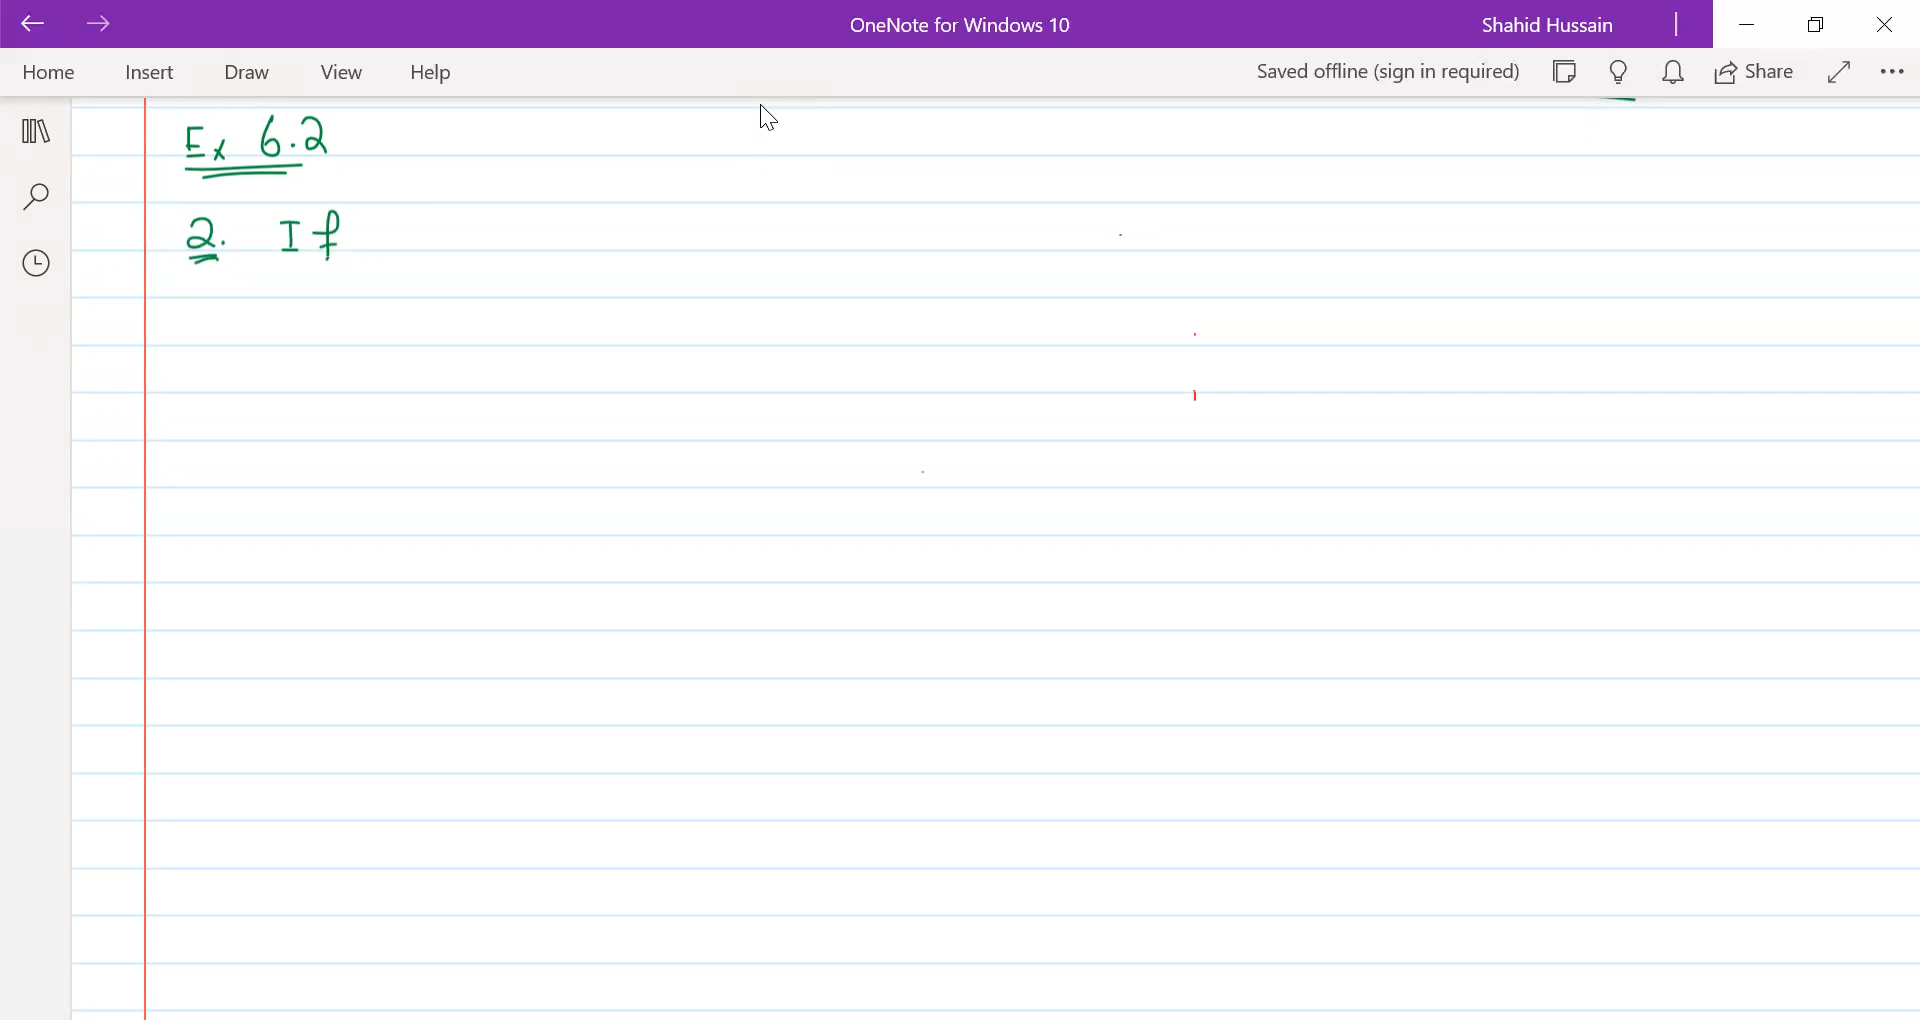 OneNote for Windows 10
Shahid Hussain
Home Insert Draw View Help
Saved offline (sign in required)
Share
Ex 6.2
2. If